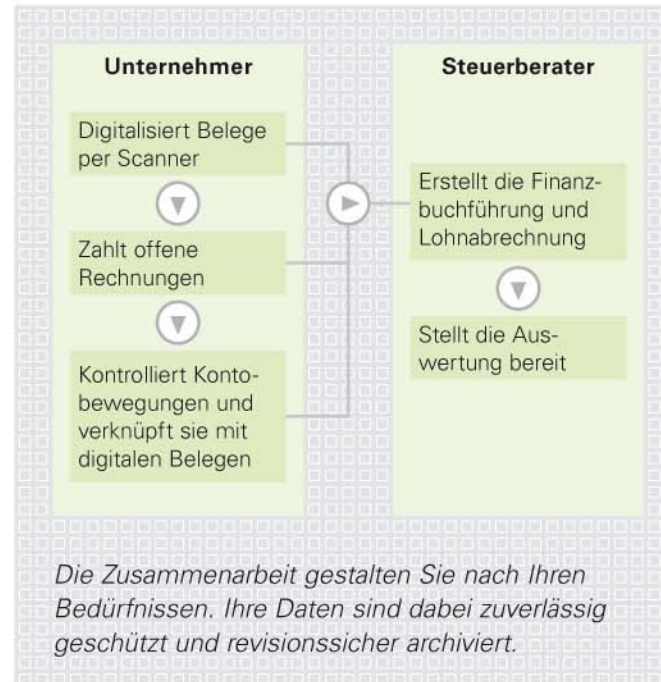 Unternehmer
Digitalisiert Belege
per Scanner
Zahlt offene
Rechnungen
Kontrolliert Konto-
bewegungen und
verknüpft sie mit
digitalen Belegen
Steuerberater
Erstellt die Finanz-
buchführung und
Lohnabrechnung
Stellt die Aus-
wertung bereit
Die Zusammenarbeit gestalten Sie nach Ihren
Bedürfnissen. Ihre Daten sind dabei zuverlässig
geschützt und revisionssicher archiviert.